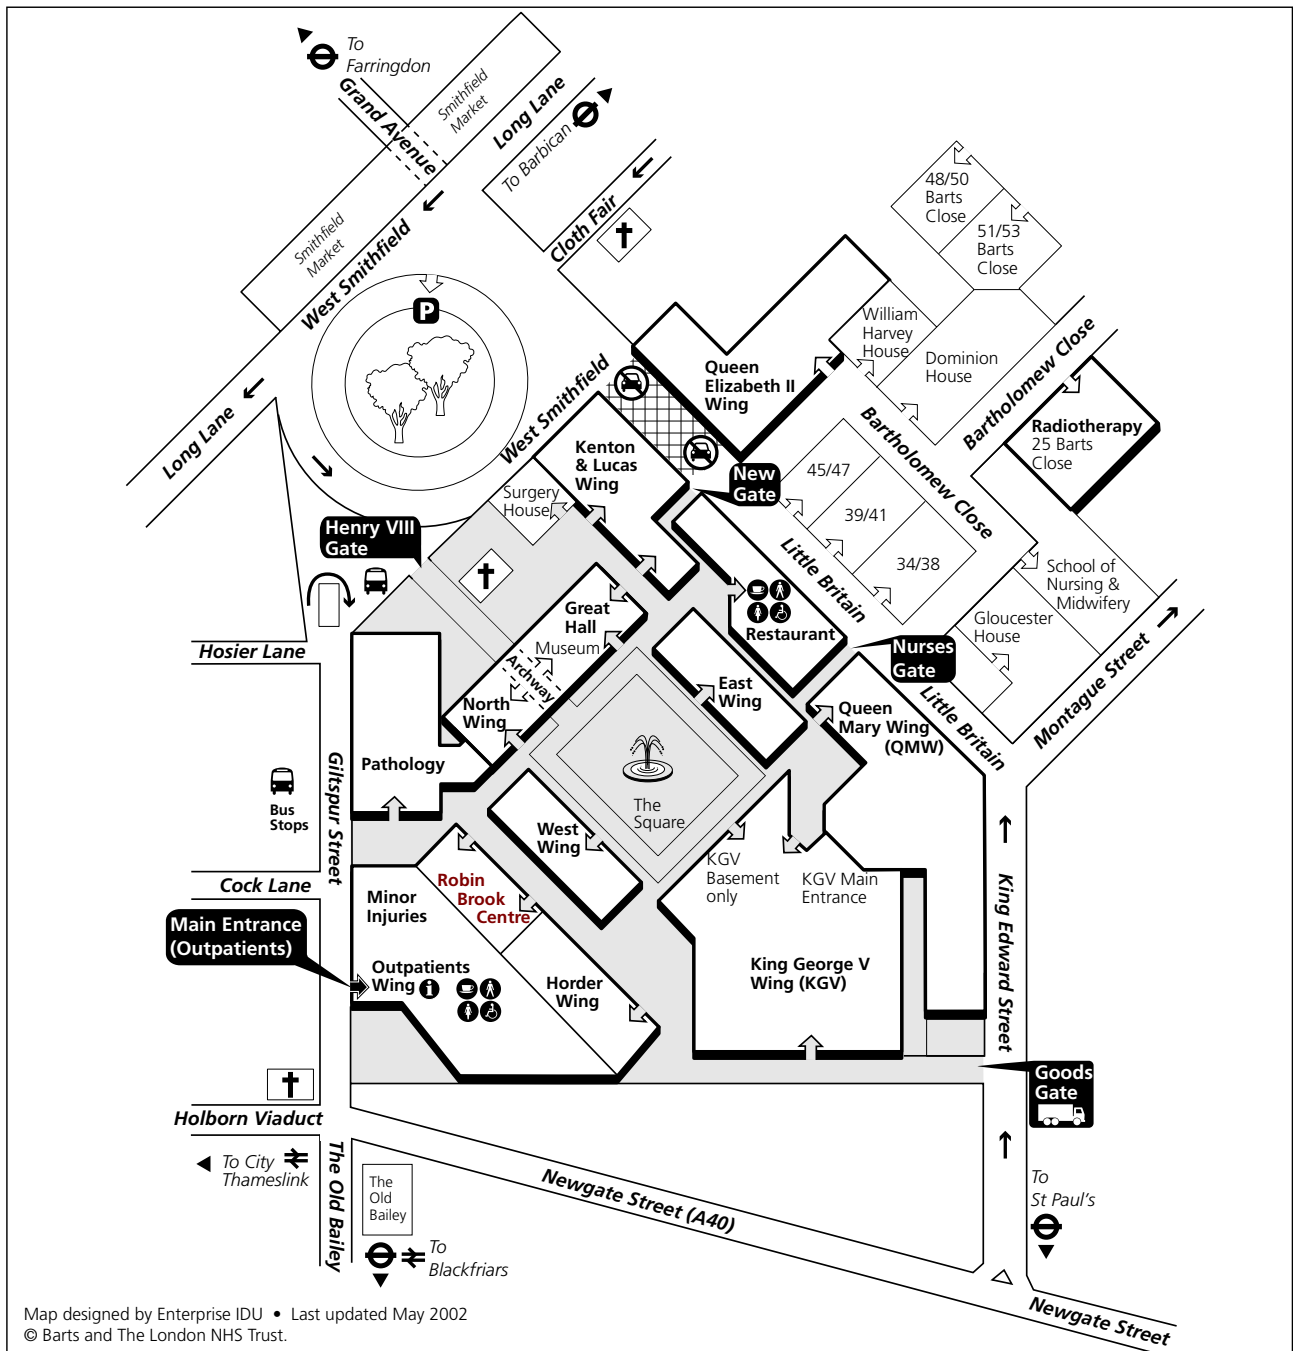 To
Farringdon
Grand Avenue
Smithfield
Market
Long Lane
To Barbican
Cloth Fair
Smithfield
Market
West Smithfield
P
48/50
Barts
Close
51/53
Barts
Close
William
Harvey
House
Dominion
House
Bartholomew Close
Queen
Elizabeth II
Wing
Long Lane
West Smithfield
Radiotherapy
25 Barts
Close
Bartholomew Close
Kenton
& Lucas
Wing
New
Gate
45/47
39/41
34/38
Surgery
House
Henry VIII
Gate
Little Britain
School of
Nursing &
Midwifery
Gloucester
House
Great
Hall
Museum
Archway
Restaurant
Nurses
Gate
Hosier Lane
North
Wing
East
Wing
Queen
Mary Wing
(QMW)
Little Britain
Montague Street
Pathology
Giltspur Street
Bus
Stops
The
Square
West
Wing
KGV
Basement
only
KGV Main
Entrance
Cock Lane
Robin
Brook
Centre
Minor
Injuries
Main Entrance
(Outpatients)
Outpatients
Wing i
Horder
Wing
King George V
Wing (KGV)
King Edward Street
Goods
Gate
Holborn Viaduct
To City
Thameslink
The Old Bailey
The
Old
Bailey
To
Blackfriars
Newgate Street (A40)
To
St Paul's
Newgate Street
Map designed by Enterprise IDU • Last updated May 2002
© Barts and The London NHS Trust.